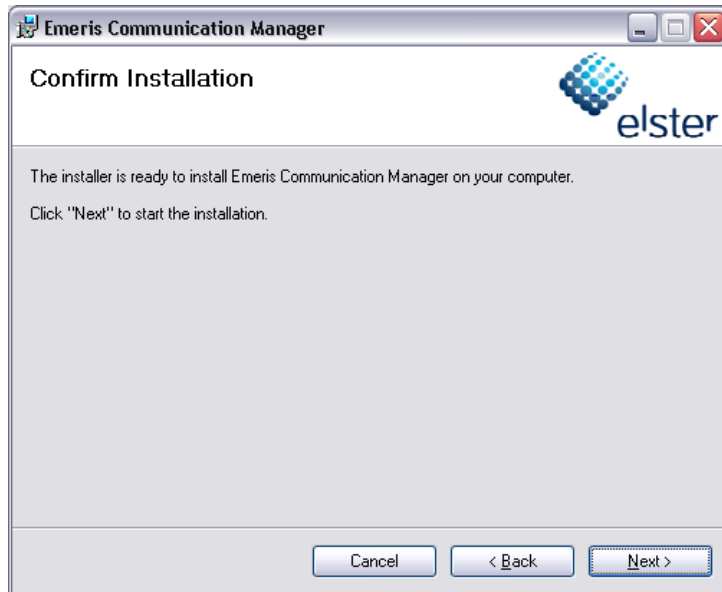 Emeris Communication Manager
Confirm Installation
elster
The installer is ready to install Emeris Communication Manager on your computer.
Click "Next" to start the installation.
Cancel
< Back
Next >